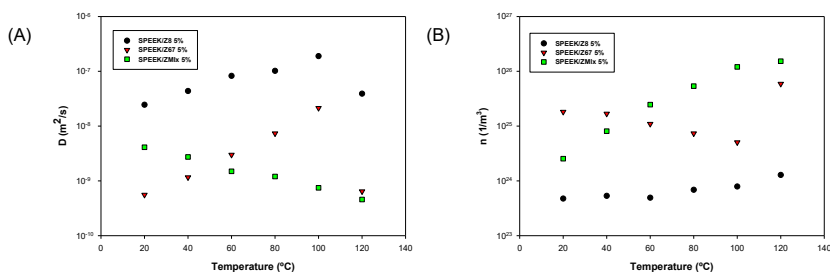 (A)
10⁻⁶
10⁻⁷
10⁻⁸
10⁻⁹
10⁻¹⁰
D (m²/s)
SPEEK/Z8 5%
SPEEK/Z67 5%
SPEEK/ZMix 5%
0 20 40 60 80 100 120 140
Temperature (ºC)
(B)
10²⁷
10²⁶
10²⁵
10²⁴
10²³
n (1/m³)
SPEEK/Z8 5%
SPEEK/Z67 5%
SPEEK/ZMix 5%
0 20 40 60 80 100 120 140
Temperature (ºC)